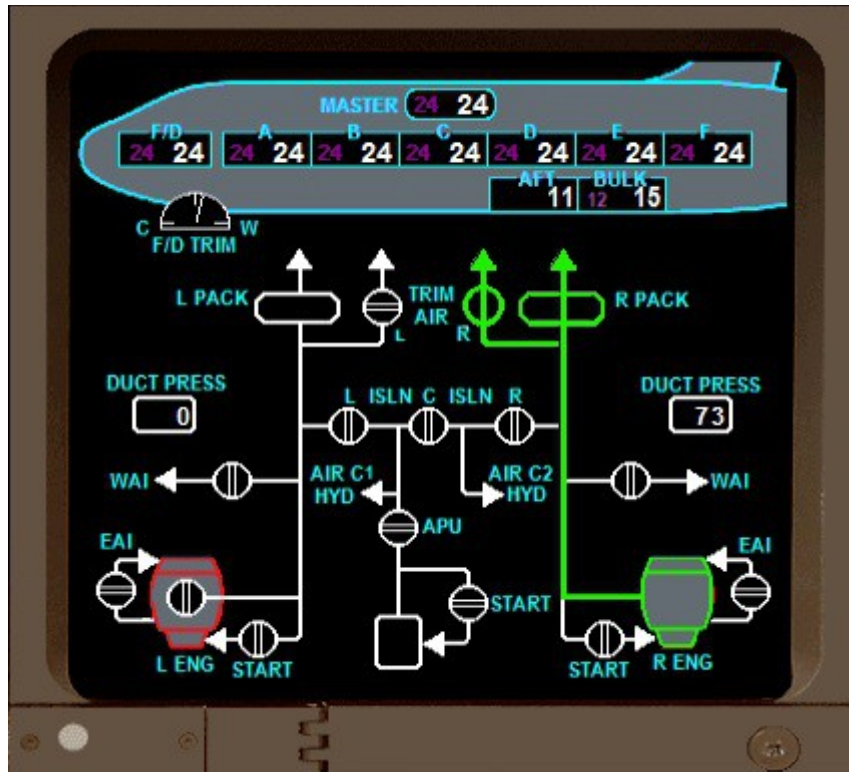 MASTER 24 24
F/D A B C D E F
24 24 24 24 24 24 24 24 24 24 24 24 24 24
AFT BULK
11 12 15
C W
F/D TRIM
L PACK TRIM AIR R PACK
L R
DUCT PRESS L ISLN C ISLN R DUCT PRESS
0 73
WAI AIR C1 HYD AIR C2 HYD WAI
APU
EAI EAI
START
L ENG START START R ENG